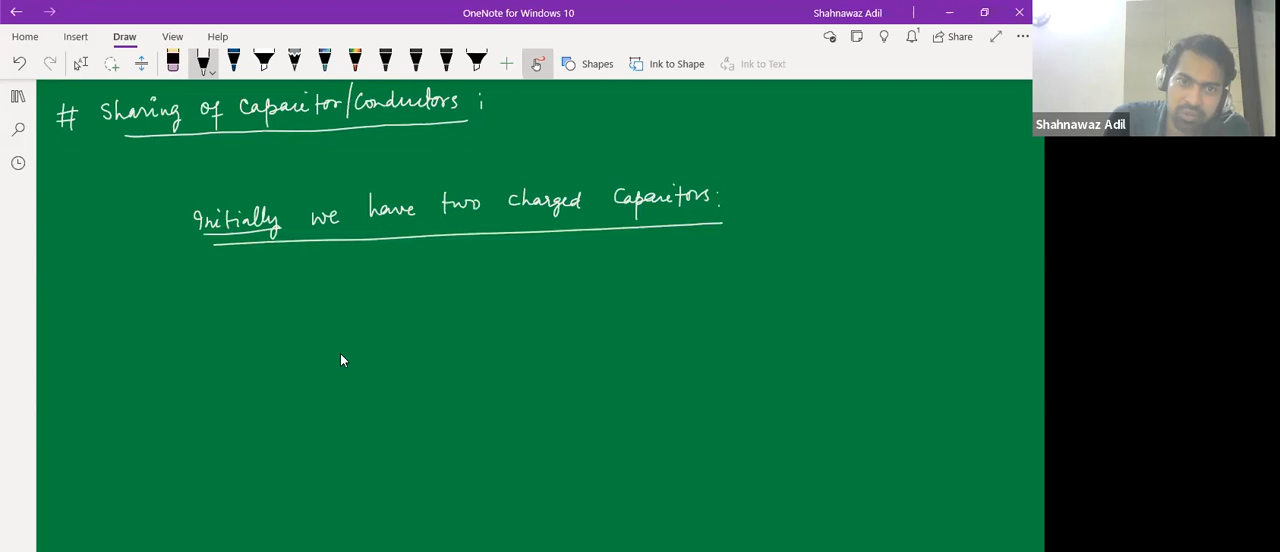 OneNote for Windows 10
Shahnawaz Adil
Home Insert Draw View Help
Share
Shapes Ink to Shape Ink to Text
Shahnawaz Adil
# Sharing of Capacitor/Conductors :
Initially we have two charged Capacitors: